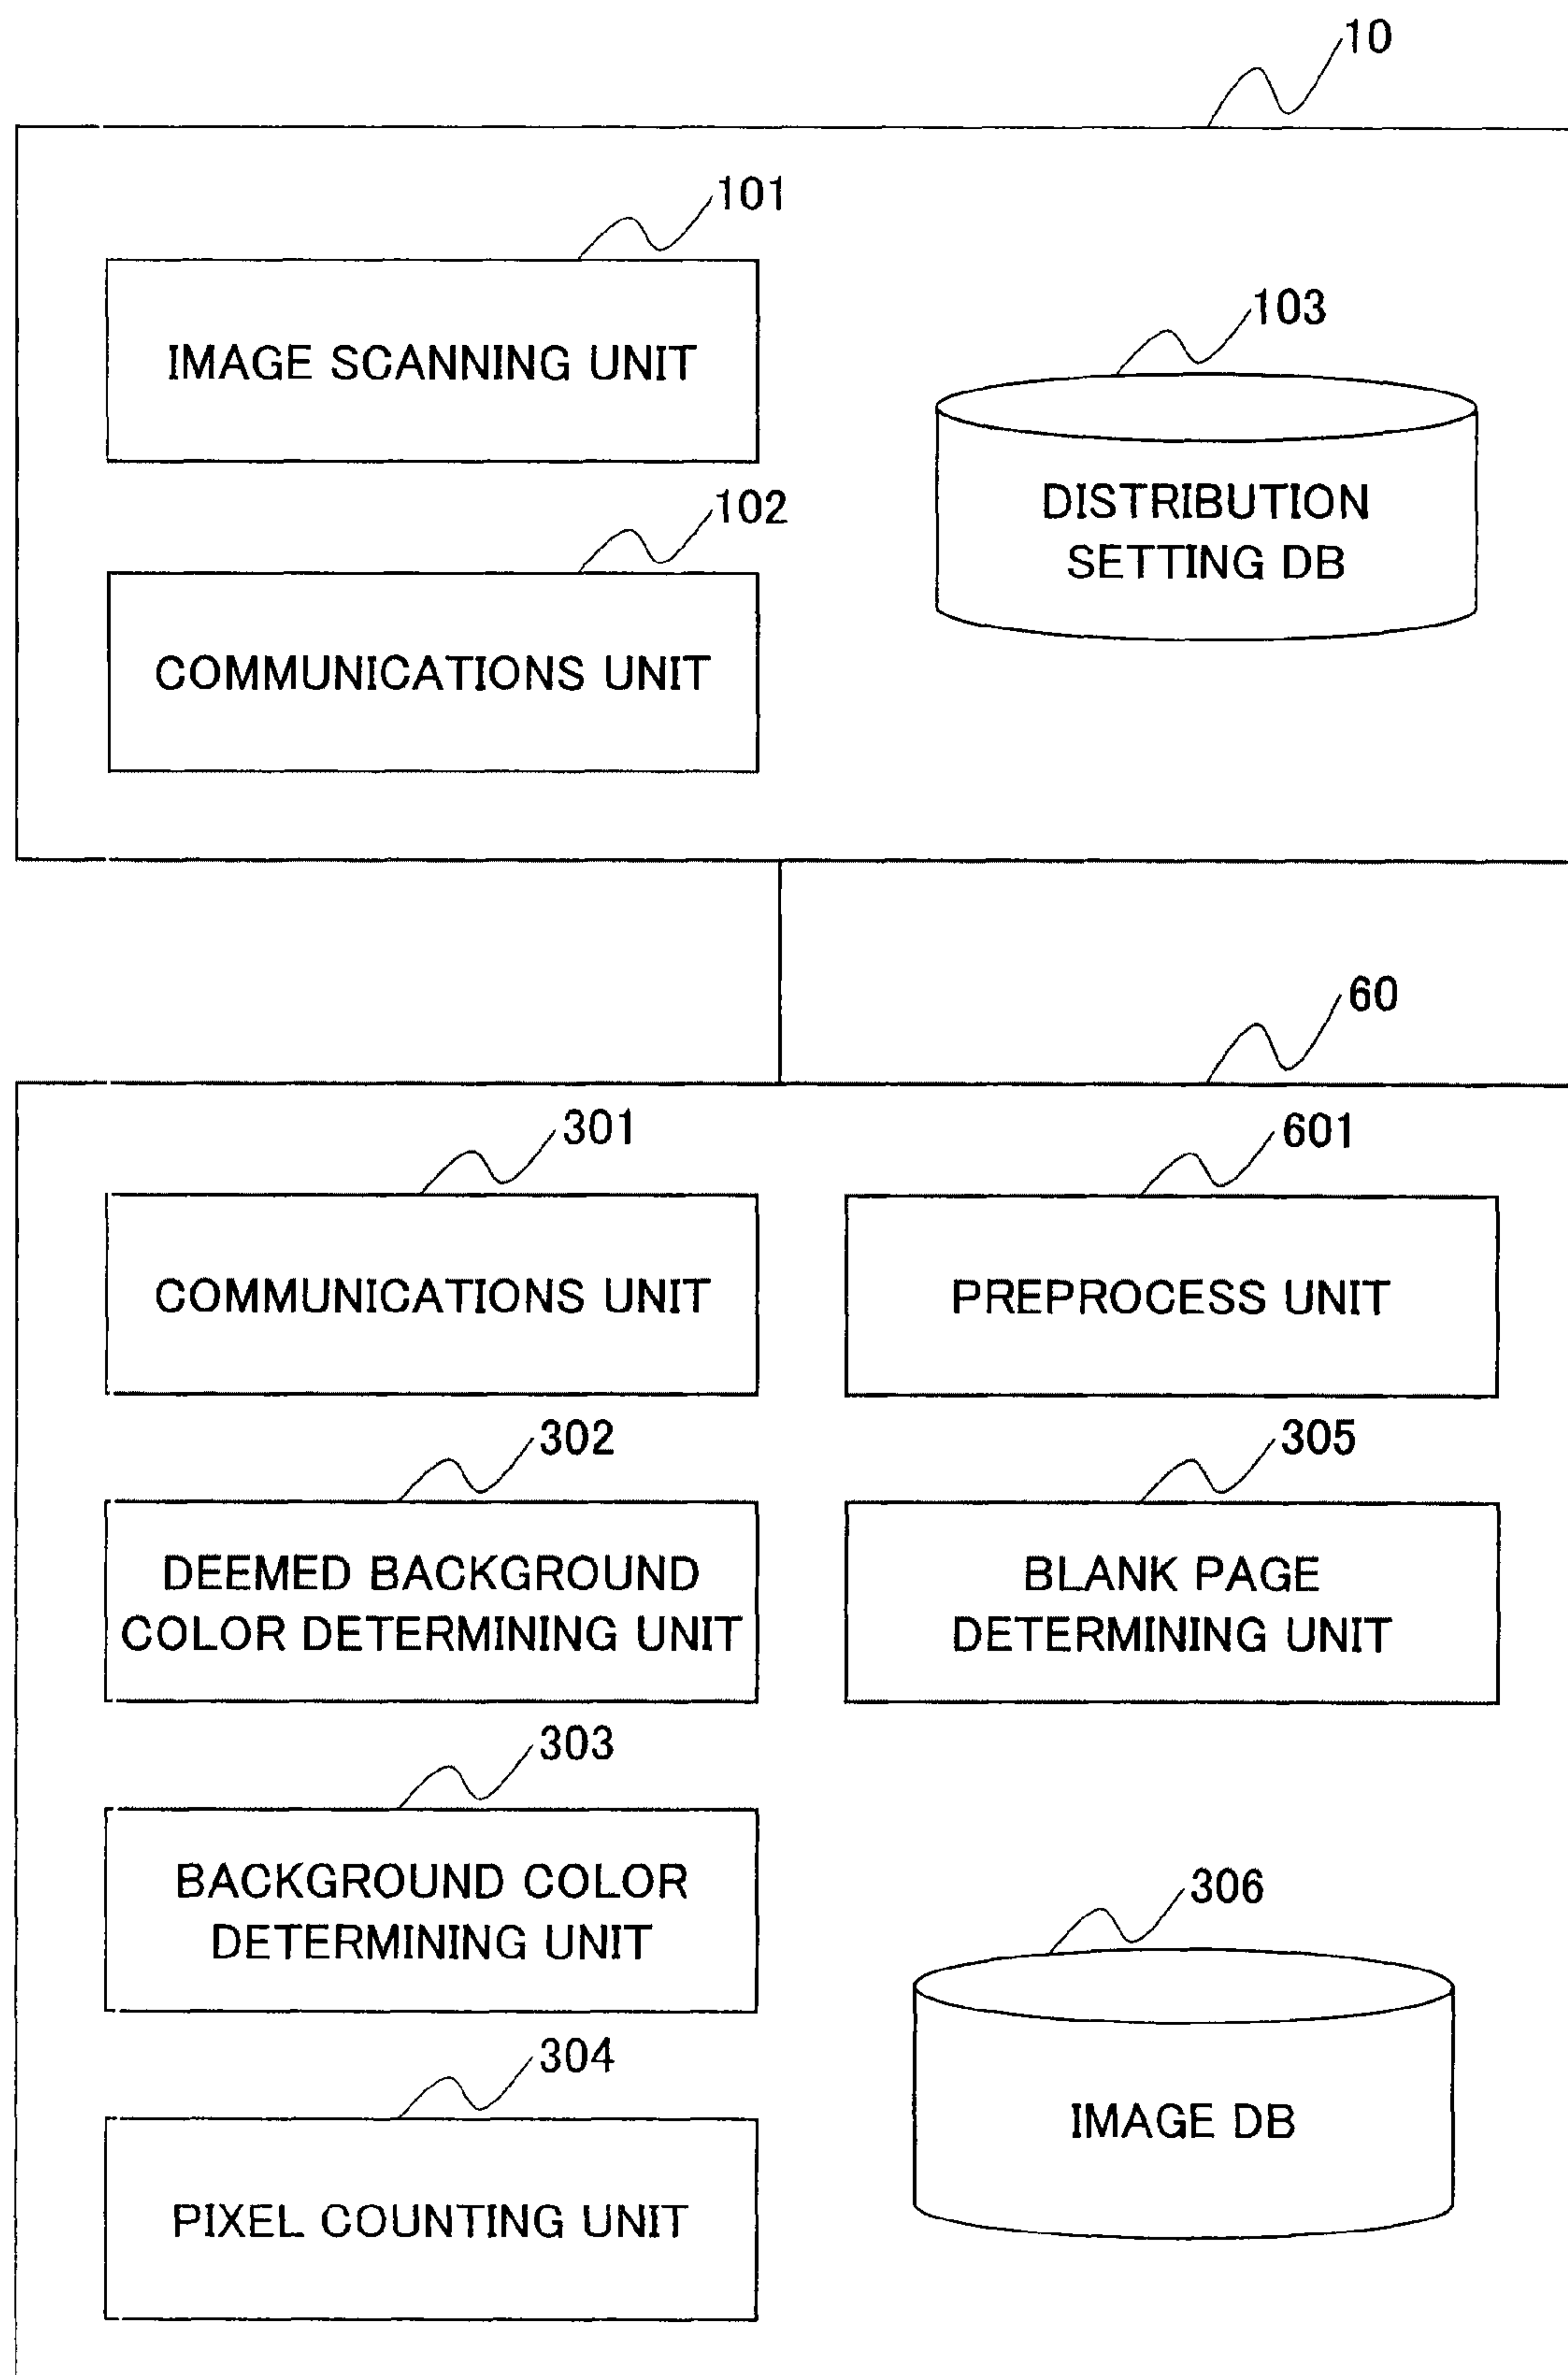 10
101
IMAGE SCANNING UNIT
103
DISTRIBUTION
SETTING DB
102
COMMUNICATIONS UNIT
60
301
COMMUNICATIONS UNIT
601
PREPROCESS UNIT
302
DEEMED BACKGROUND
COLOR DETERMINING UNIT
305
BLANK PAGE
DETERMINING UNIT
303
BACKGROUND COLOR
DETERMINING UNIT
306
IMAGE DB
304
PIXEL COUNTING UNIT